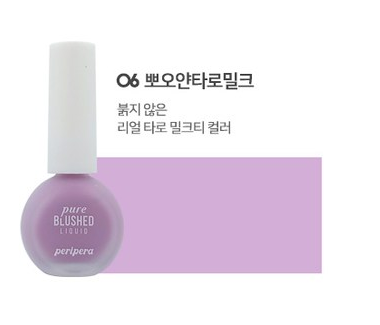 06 뽀오얀타로밀크
붉지 않은
리얼 타로 밀크티 컬러
pure
BLUSHED
LIQUID
peripera